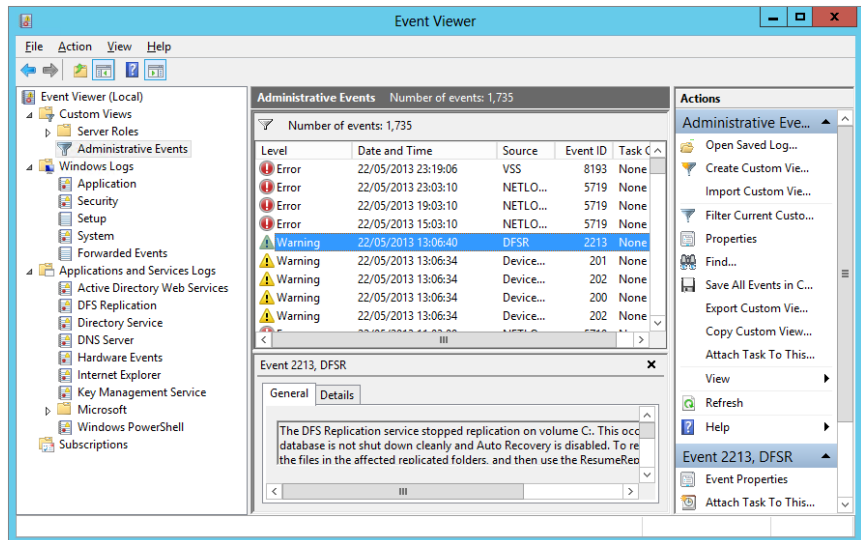 Event Viewer
File Action View Help
Event Viewer (Local)
Custom Views
Server Roles
Administrative Events
Windows Logs
Application
Security
Setup
System
Forwarded Events
Applications and Services Logs
Active Directory Web Services
DFS Replication
Directory Service
DNS Server
Hardware Events
Internet Explorer
Key Management Service
Microsoft
Windows PowerShell
Subscriptions
Administrative Events Number of events: 1,735
Number of events: 1,735
Level Date and Time Source Event ID Task C
Error 22/05/2013 23:19:06 VSS 8193 None
Error 22/05/2013 23:03:10 NETLO... 5719 None
Error 22/05/2013 19:03:10 NETLO... 5719 None
Error 22/05/2013 15:03:10 NETLO... 5719 None
Warning 22/05/2013 13:06:40 DFSR 2213 None
Warning 22/05/2013 13:06:34 Device... 201 None
Warning 22/05/2013 13:06:34 Device... 202 None
Warning 22/05/2013 13:06:34 Device... 200 None
Warning 22/05/2013 13:06:34 Device... 202 None
Event 2213, DFSR
General Details
The DFS Replication service stopped replication on volume C:. This occ
database is not shut down cleanly and Auto Recovery is disabled. To re
the files in the affected replicated folders, and then use the ResumeRep
Actions
Administrative Eve...
Open Saved Log...
Create Custom Vie...
Import Custom Vie...
Filter Current Custo...
Properties
Find...
Save All Events in C...
Export Custom Vie...
Copy Custom View...
Attach Task To This...
View
Refresh
Help
Event 2213, DFSR
Event Properties
Attach Task To This...